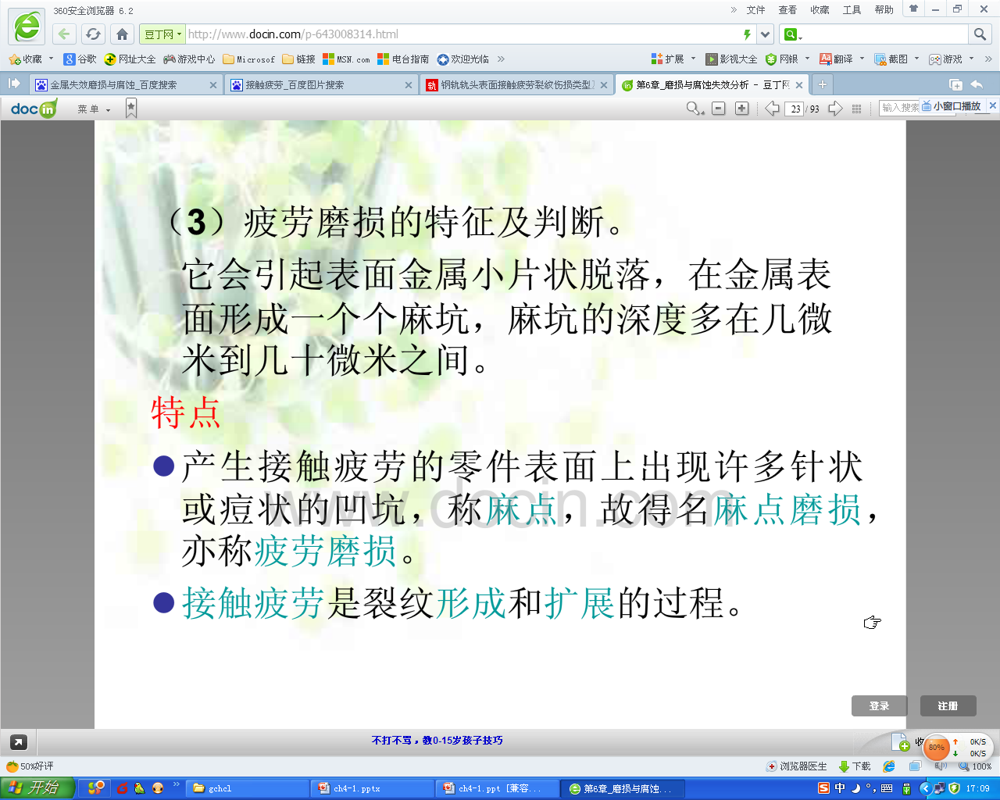 360安全浏览器 6.2
» 文件 查看 收藏 工具 帮助
豆丁网 http://www.docin.com/p-643008314.html
收藏 谷歌 网址大全 游戏中心 Microsof 链接 MSN.com 电台指南 欢迎光临 » 扩展 影视大全 网银 翻译 截图 游戏 »
金属失效磨损与腐蚀_百度搜索 接触疲劳_百度图片搜索 钢轨轨头表面接触疲劳裂纹伤损类型 第6章_磨损与腐蚀失效分析 - 豆丁网
docin 菜单 23 / 93 输入搜索 小窗口播放
（3）疲劳磨损的特征及判断。
它会引起表面金属小片状脱落，在金属表
面形成一个个麻坑，麻坑的深度多在几微
米到几十微米之间。
特点
产生接触疲劳的零件表面上出现许多针状
或痘状的凹坑，称麻点，故得名麻点磨损，
亦称疲劳磨损。
www.docin.com
接触疲劳是裂纹形成和扩展的过程。
登录 注册
不打不骂，教0-15岁孩子技巧
收
80% 0K/S
0K/S
50%好评 浏览器医生 下载 100%
开始 » gchcl ch4-1.pptx ch4-1.ppt [兼容... 第6章_磨损与腐蚀... 中 17:09